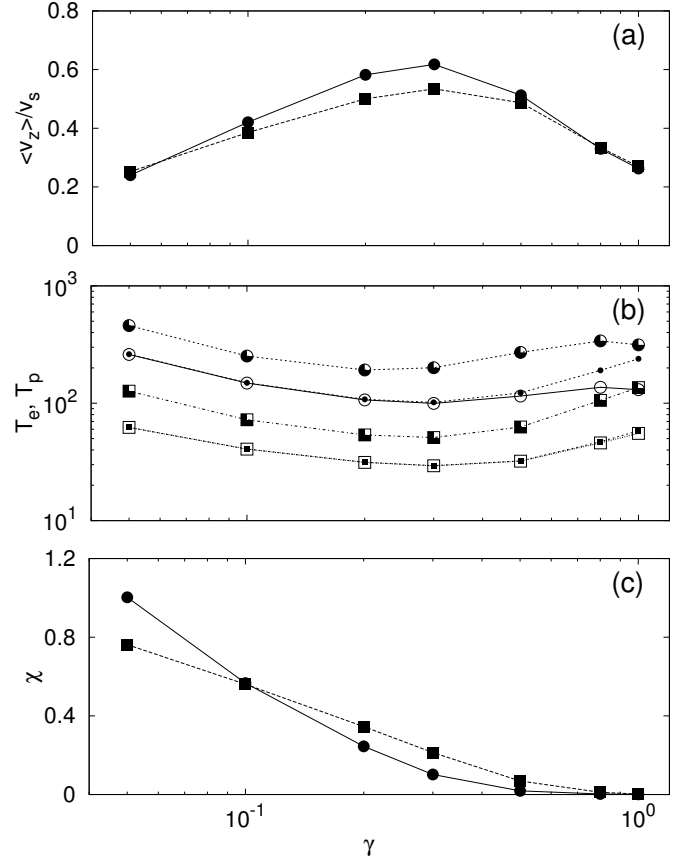 (a)
0.8
0.6
0.4
0.2
0
<v_z>/v_s
(b)
10^3
10^2
10^1
T_e, T_p
(c)
1.2
0.8
0.4
0
χ
10^-1
10^0
γ